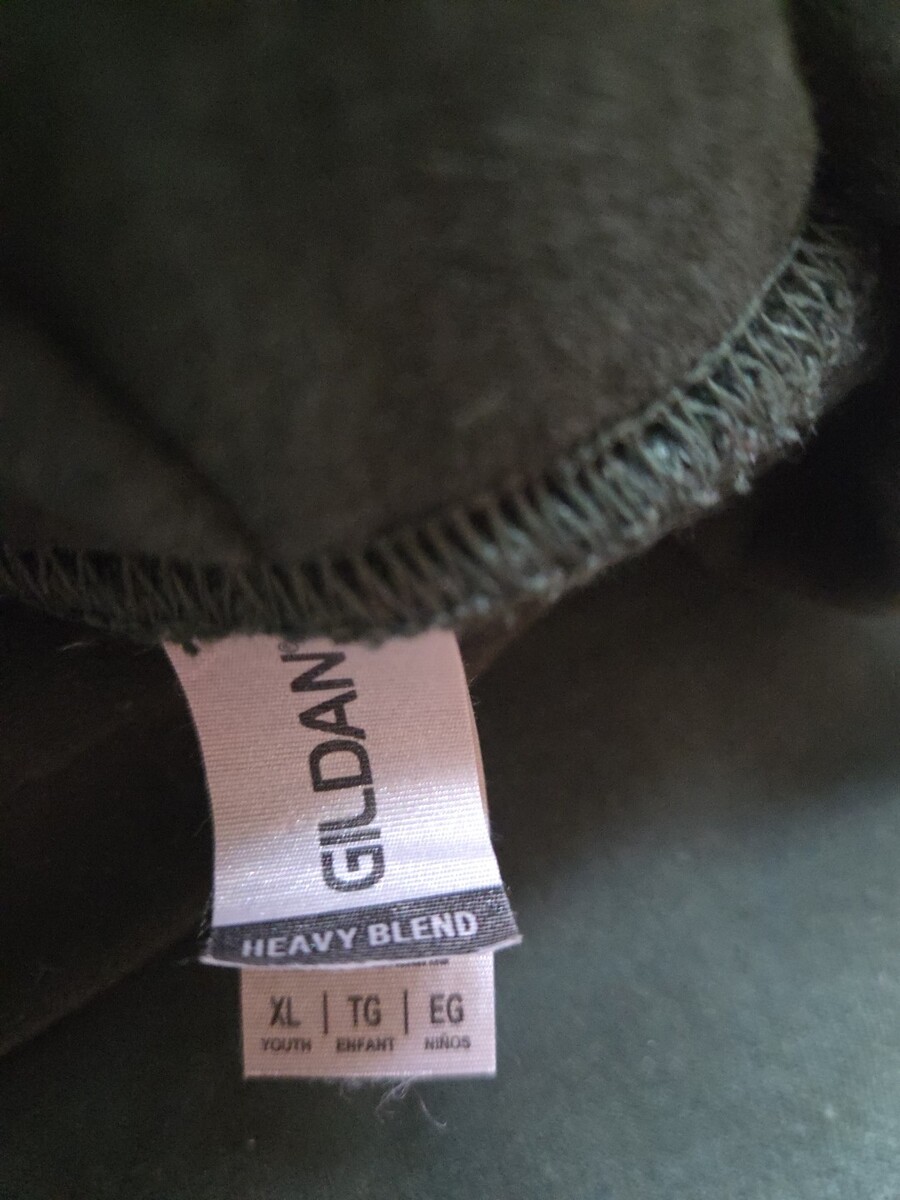 GILDAN®
HEAVY BLEND
XL | TG | EG
YOUTH ENFANT NIÑOS